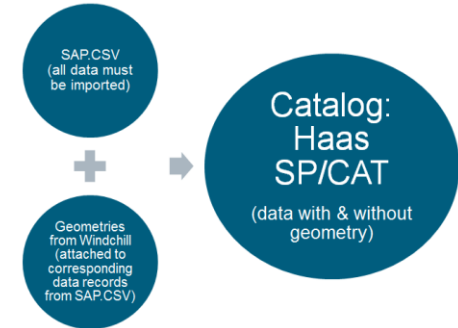 SAP.CSV
(all data must
be imported)
Geometries
from Windchill
(attached to
corresponding
data records
from SAP.CSV)
Catalog:
Haas
SP/CAT
(data with & without
geometry)